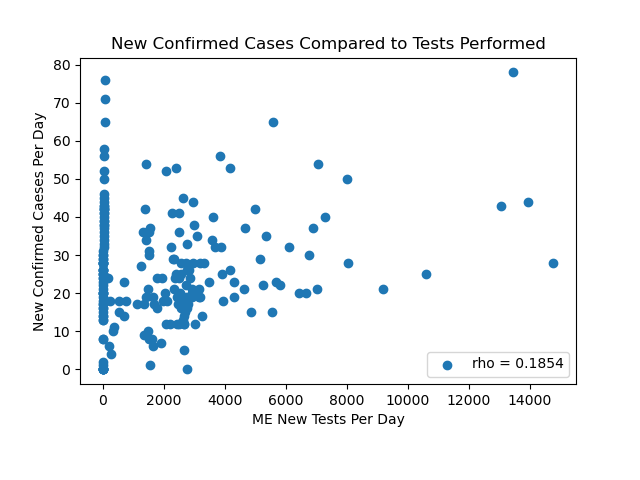 New Confirmed Cases Compared to Tests Performed
80
70
60
50
40
30
20
10
0
New Confirmed Caeses Per Day
rho = 0.1854
0 2000 4000 6000 8000 10000 12000 14000
ME New Tests Per Day